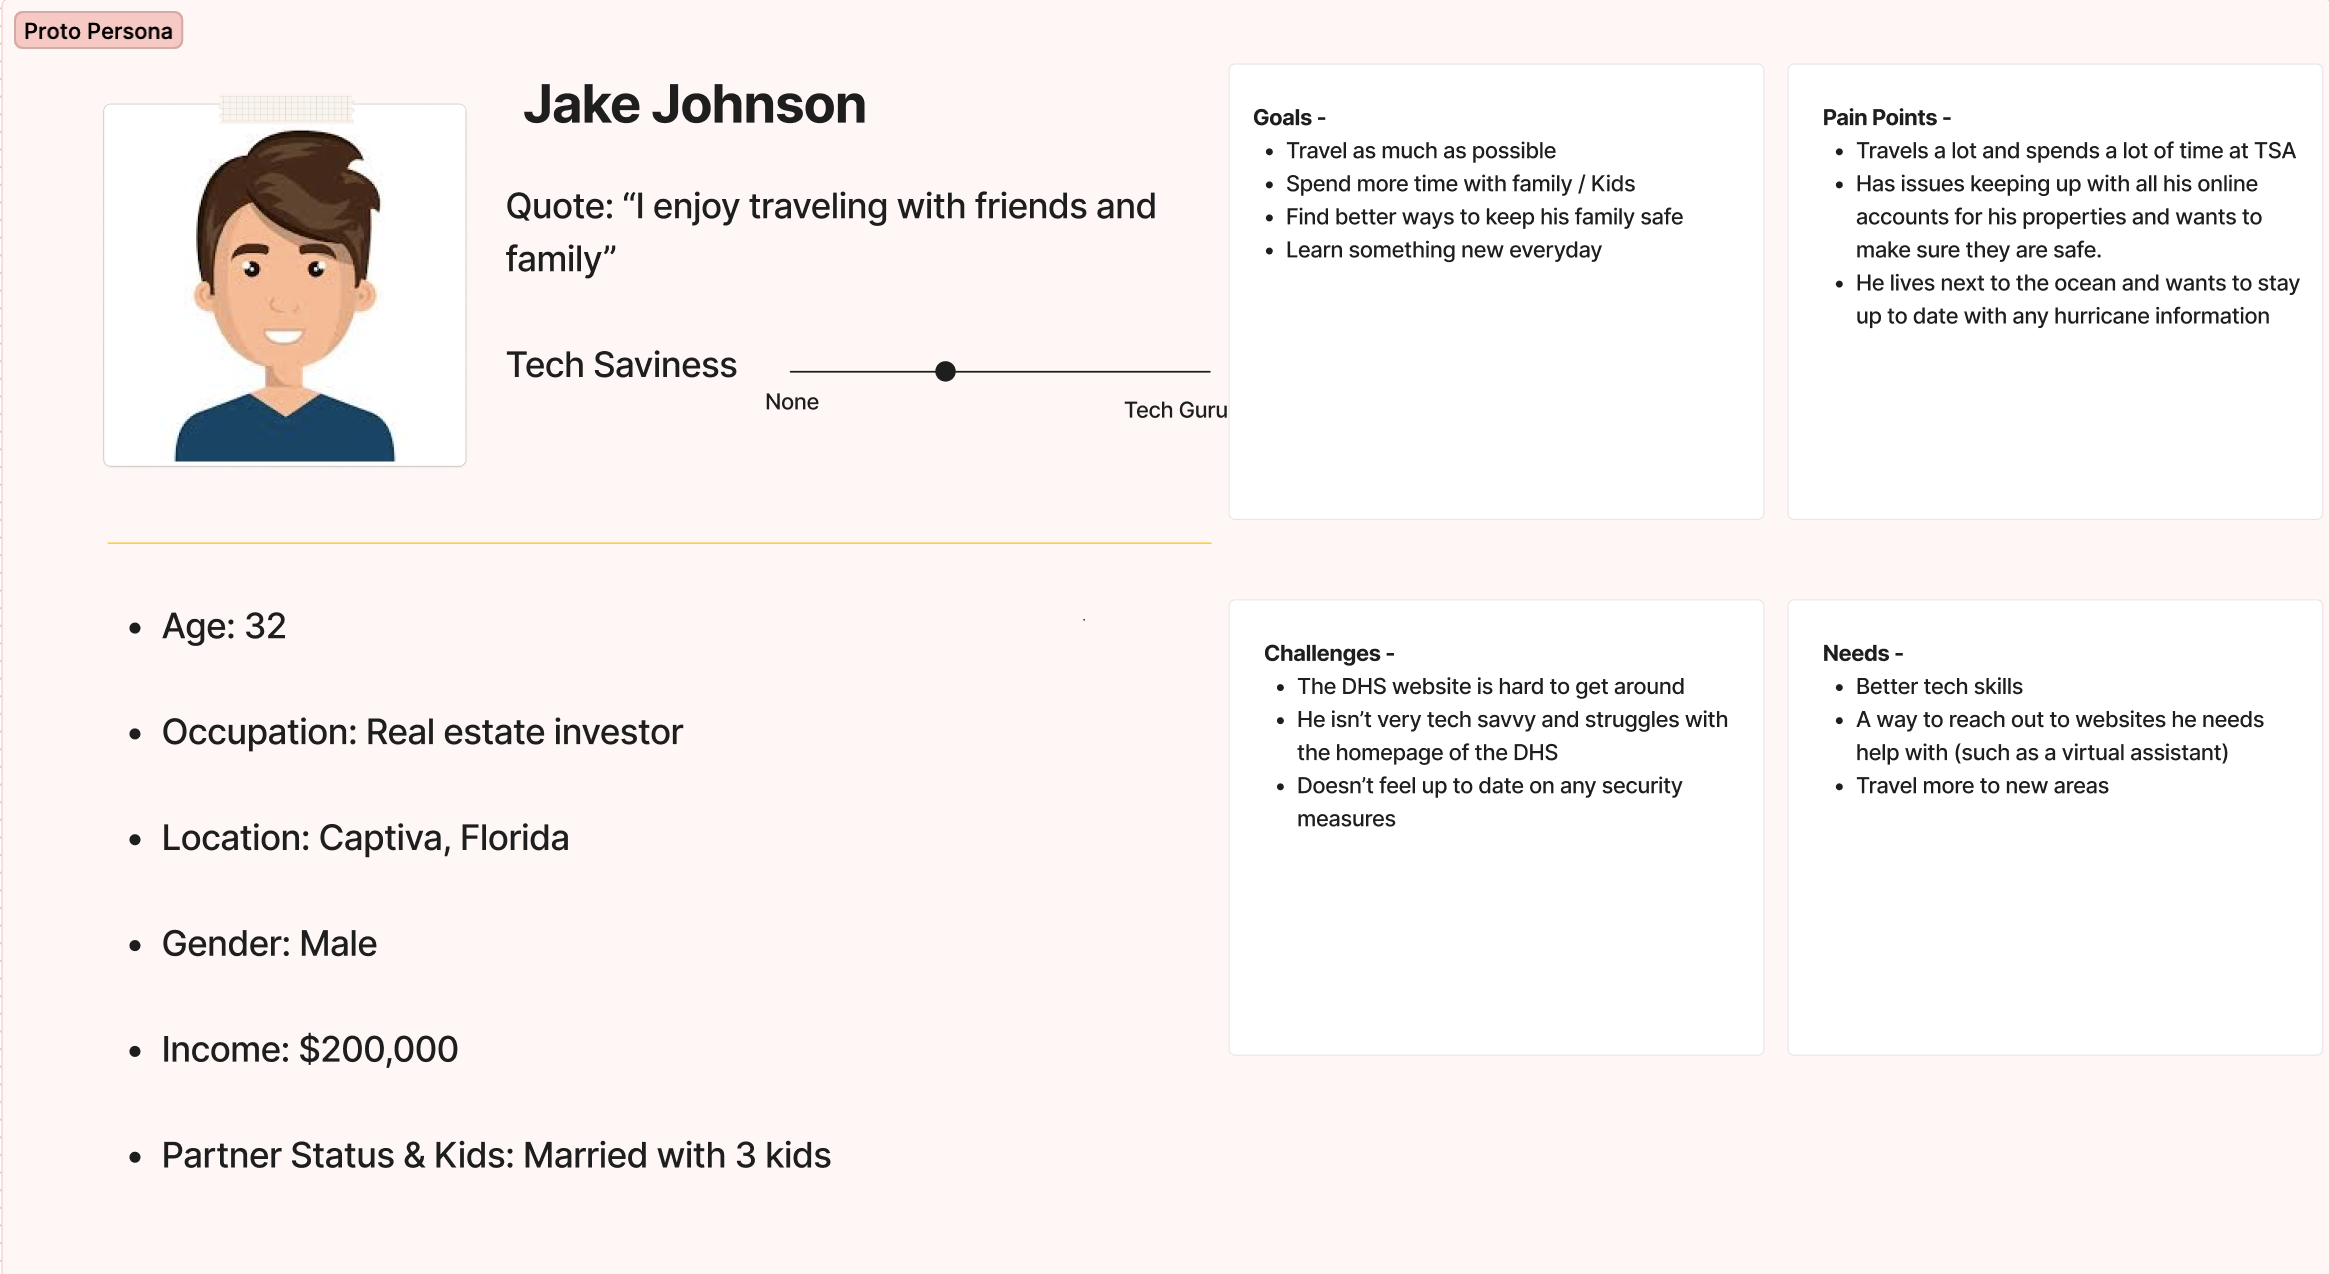 Proto Persona
Jake Johnson
Quote: “I enjoy traveling with friends and
family”
Tech Saviness
None
Tech Guru
• Age: 32
• Occupation: Real estate investor
• Location: Captiva, Florida
• Gender: Male
• Income: $200,000
• Partner Status & Kids: Married with 3 kids
Goals -
• Travel as much as possible
• Spend more time with family / Kids
• Find better ways to keep his family safe
• Learn something new everyday
Pain Points -
• Travels a lot and spends a lot of time at TSA
• Has issues keeping up with all his online
accounts for his properties and wants to
make sure they are safe.
• He lives next to the ocean and wants to stay
up to date with any hurricane information
Challenges -
• The DHS website is hard to get around
• He isn’t very tech savvy and struggles with
the homepage of the DHS
• Doesn’t feel up to date on any security
measures
Needs -
• Better tech skills
• A way to reach out to websites he needs
help with (such as a virtual assistant)
• Travel more to new areas